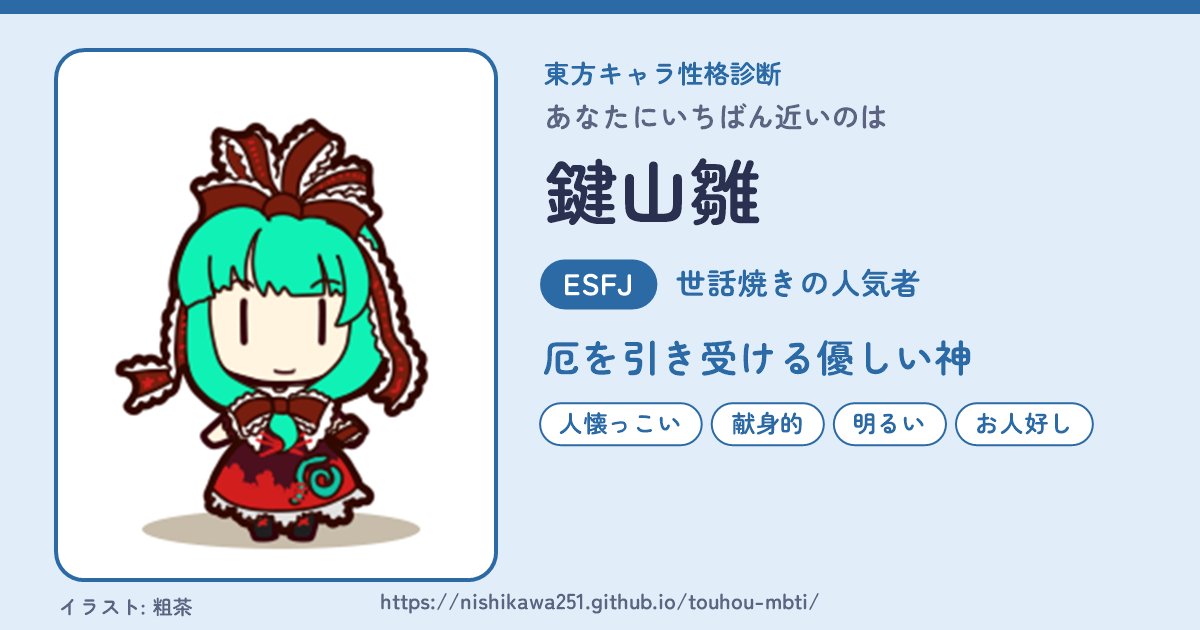 東方キャラ性格診断
あなたにいちばん近いのは
鍵山雛
ESFJ 世話焼きの人気者
厄を引き受ける優しい神
人懐っこい 献身的 明るい お人好し
イラスト: 粗茶
https://nishikawa251.github.io/touhou-mbti/